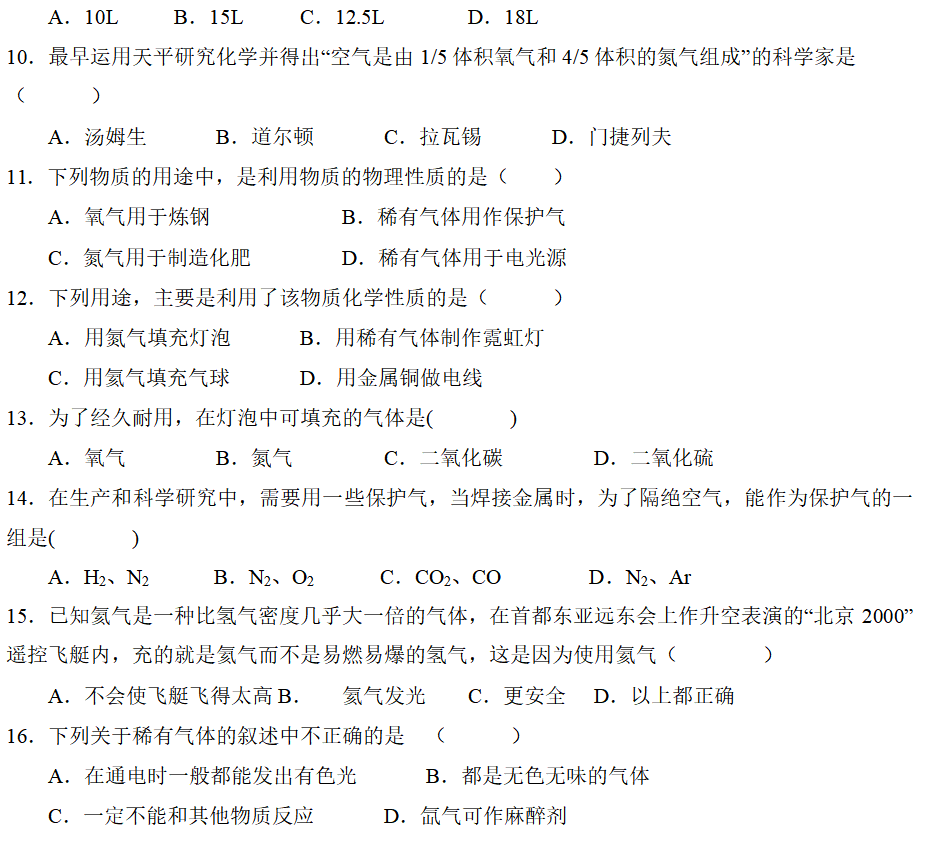 A．10L B．15L C．12.5L D．18L
10．最早运用天平研究化学并得出“空气是由 1/5 体积氧气和 4/5 体积的氮气组成”的科学家是
（ ）
A．汤姆生 B．道尔顿 C．拉瓦锡 D．门捷列夫
11．下列物质的用途中，是利用物质的物理性质的是（ ）
A．氧气用于炼钢 B．稀有气体用作保护气
C．氮气用于制造化肥 D．稀有气体用于电光源
12．下列用途，主要是利用了该物质化学性质的是（ ）
A．用氮气填充灯泡 B．用稀有气体制作霓虹灯
C．用氦气填充气球 D．用金属铜做电线
13．为了经久耐用，在灯泡中可填充的气体是( )
A．氧气 B．氮气 C．二氧化碳 D．二氧化硫
14．在生产和科学研究中，需要用一些保护气，当焊接金属时，为了隔绝空气，能作为保护气的一
组是( )
A．H₂、N₂ B．N₂、O₂ C．CO₂、CO D．N₂、Ar
15．已知氦气是一种比氢气密度几乎大一倍的气体，在首都东亚远东会上作升空表演的“北京 2000”
遥控飞艇内，充的就是氦气而不是易燃易爆的氢气，这是因为使用氦气（ ）
A．不会使飞艇飞得太高 B． 氦气发光 C．更安全 D．以上都正确
16．下列关于稀有气体的叙述中不正确的是 （ ）
A．在通电时一般都能发出有色光 B．都是无色无味的气体
C．一定不能和其他物质反应 D．氙气可作麻醉剂